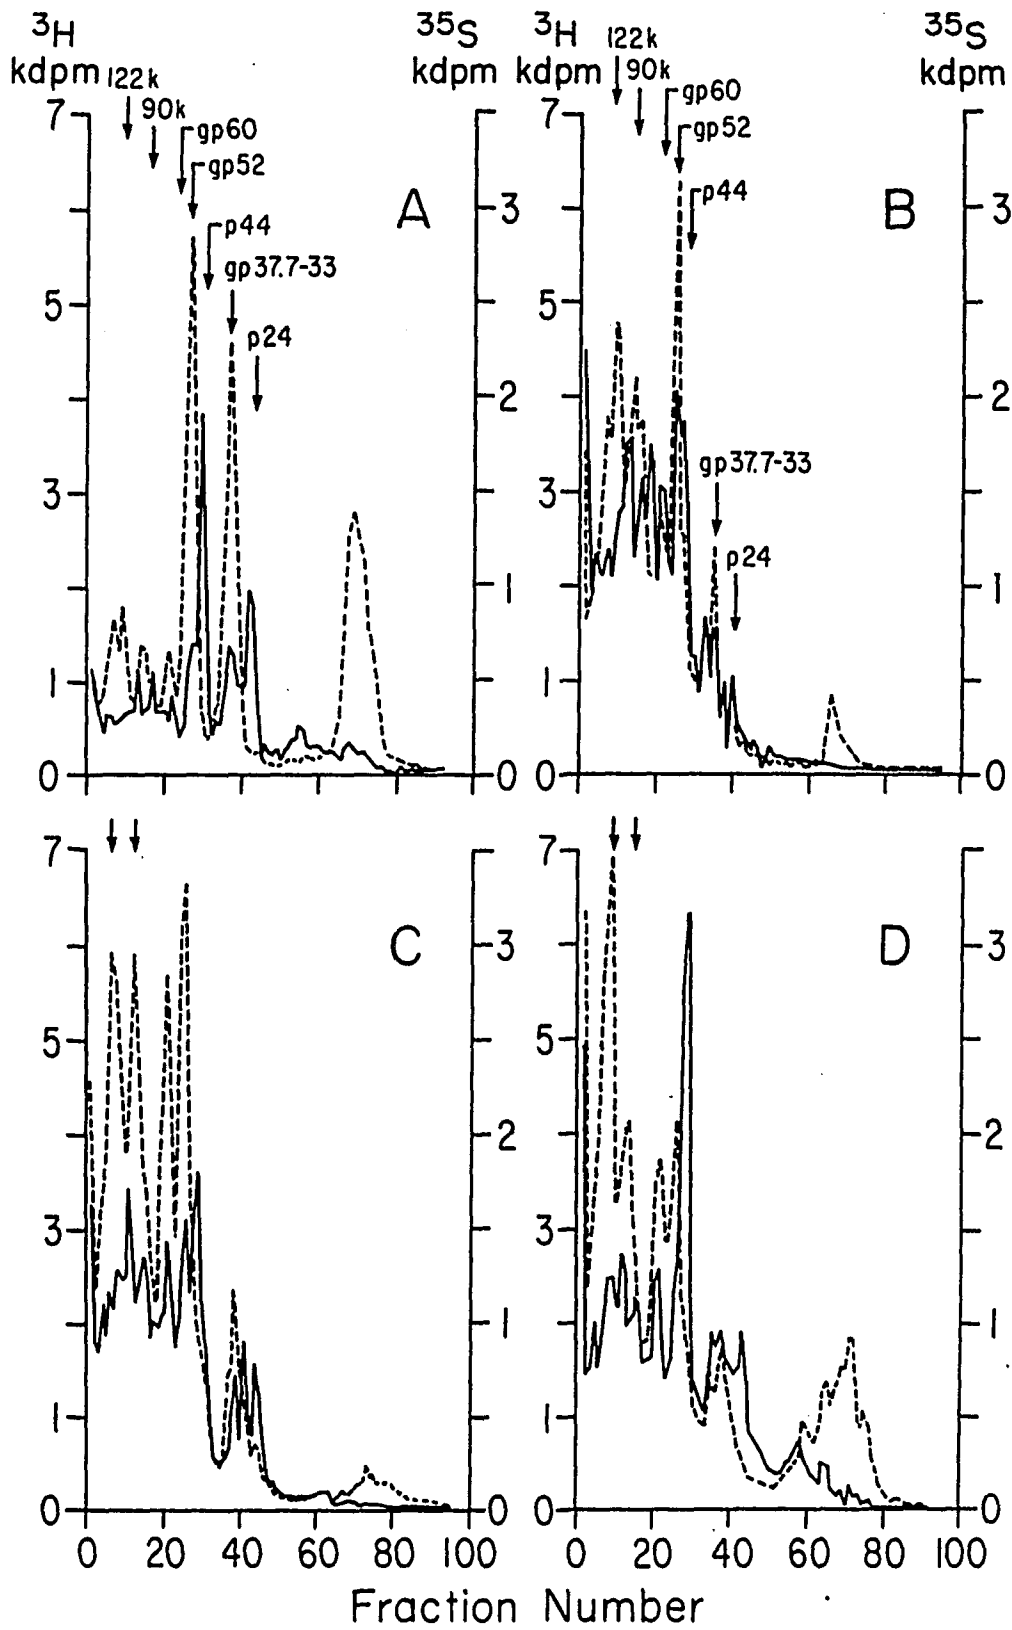 3H 35S 3H 35S
kdpm kdpm kdpm kdpm
122k 122k
90k 90k
gp60 gp60
gp52 gp52
p44 p44
gp37.7-33 gp37.7-33
p24 p24
A B
7 7
5 3 5 3
3 2 3 2
1 1 1 1
0 0 0 0
C D
7 7
5 3 5 3
3 2 3 2
1 1 1 1
0 0 0 0
0 20 40 60 80 100 0 20 40 60 80 100
Fraction Number